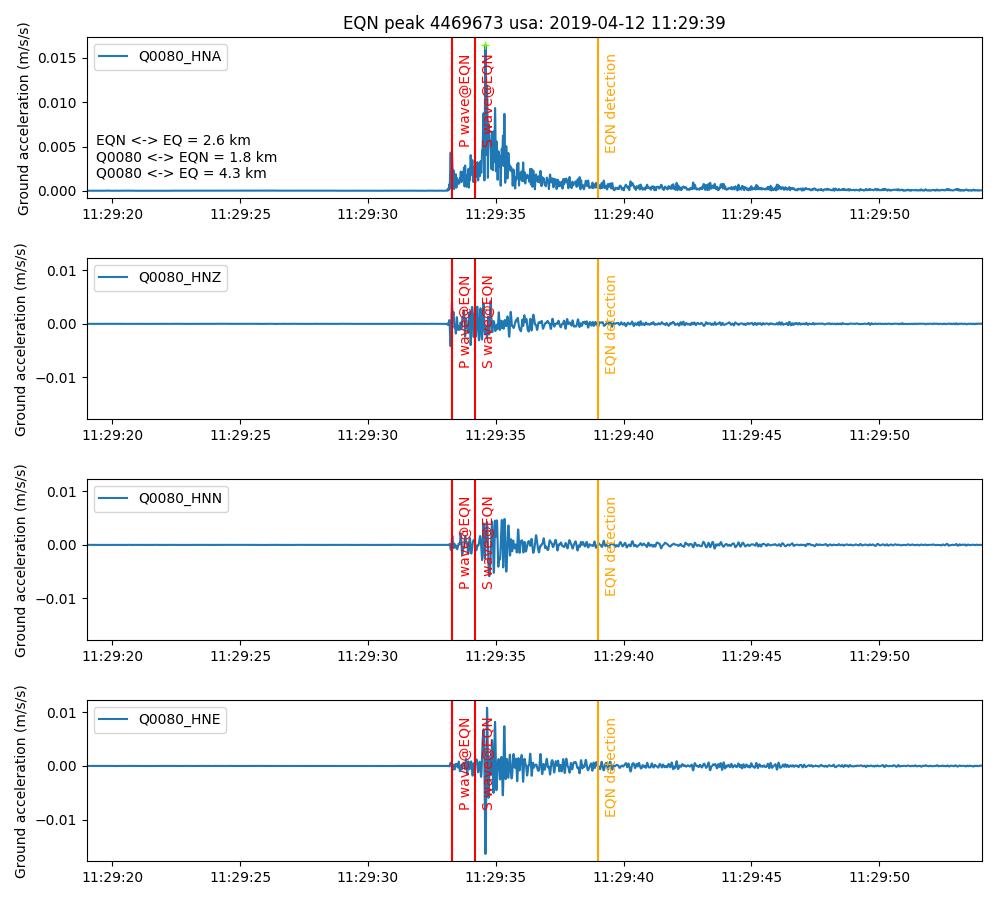 EQN peak 4469673 usa: 2019-04-12 11:29:39
Ground acceleration (m/s/s)
0.015
0.010
0.005
0.000
Q0080_HNA
EQN <-> EQ = 2.6 km
Q0080 <-> EQN = 1.8 km
Q0080 <-> EQ = 4.3 km
P wave@EQN
S wave@EQN
EQN detection
11:29:20 11:29:25 11:29:30 11:29:35 11:29:40 11:29:45 11:29:50
Ground acceleration (m/s/s)
0.01
0.00
−0.01
Q0080_HNZ
P wave@EQN
S wave@EQN
EQN detection
11:29:20 11:29:25 11:29:30 11:29:35 11:29:40 11:29:45 11:29:50
Ground acceleration (m/s/s)
0.01
0.00
−0.01
Q0080_HNN
P wave@EQN
S wave@EQN
EQN detection
11:29:20 11:29:25 11:29:30 11:29:35 11:29:40 11:29:45 11:29:50
Ground acceleration (m/s/s)
0.01
0.00
−0.01
Q0080_HNE
P wave@EQN
S wave@EQN
EQN detection
11:29:20 11:29:25 11:29:30 11:29:35 11:29:40 11:29:45 11:29:50